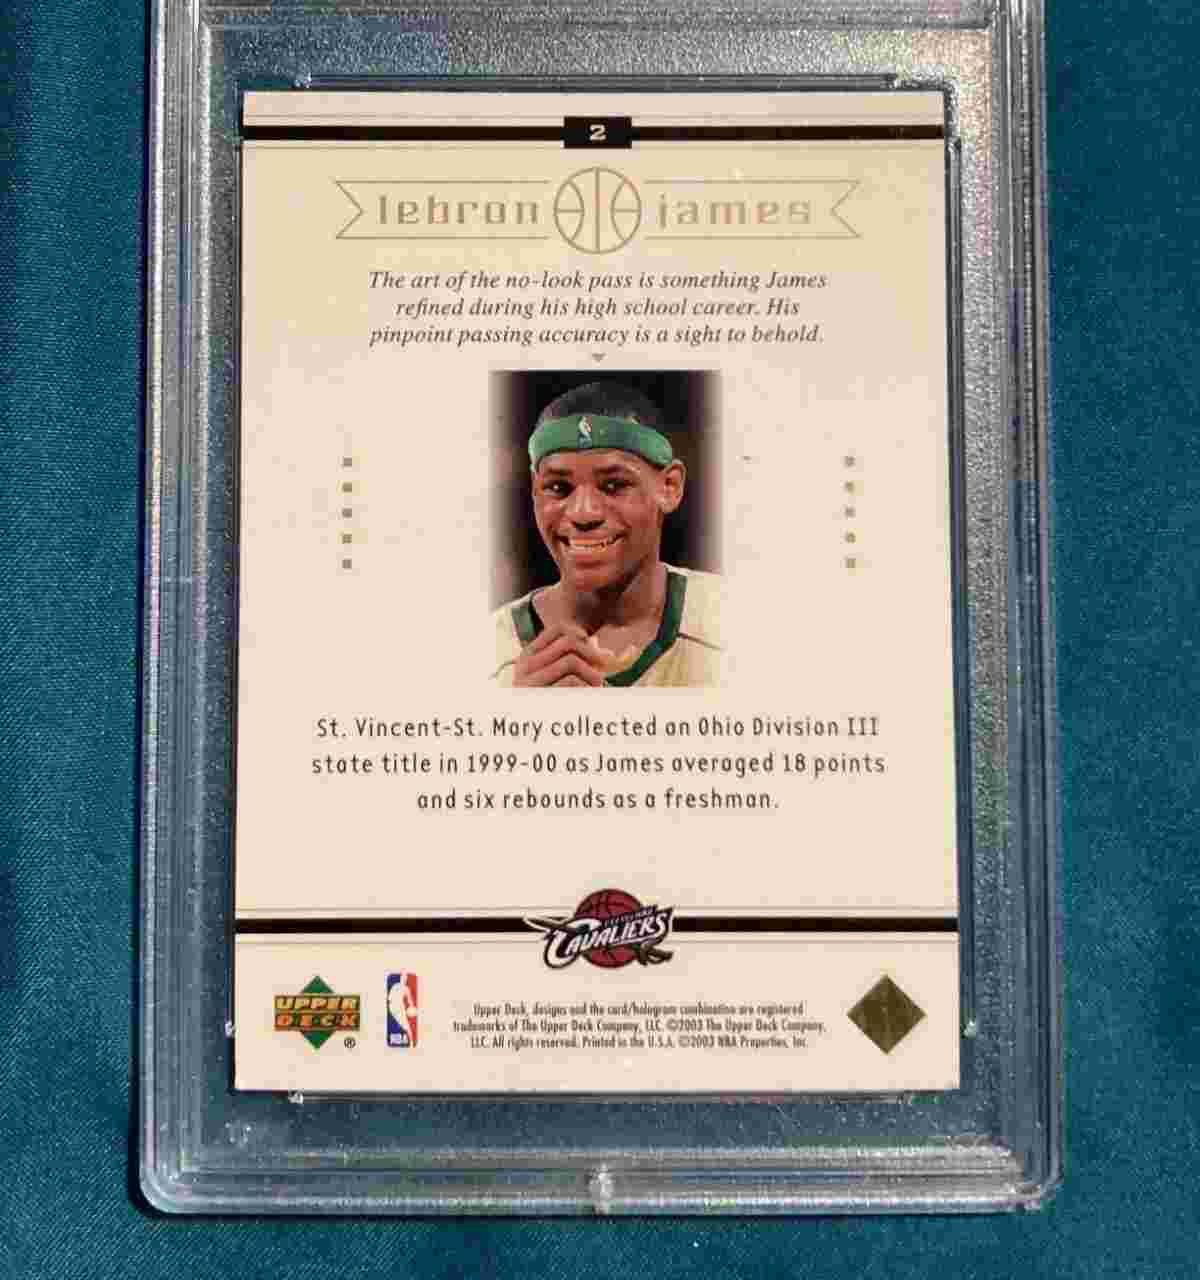 2
lebron james
The art of the no-look pass is something James
refined during his high school career. His
pinpoint passing accuracy is a sight to behold.
St. Vincent-St. Mary collected an Ohio Division III
state title in 1999-00 as James averaged 18 points
and six rebounds as a freshman.
CLEVELAND
CAVALIERS
UPPER
DECK
®
NBA
Upper Deck, designs and the card/hologram combination are registered
trademarks of The Upper Deck Company, LLC. ©2003 The Upper Deck Company,
LLC. All rights reserved. Printed in the U.S.A. ©2003 NBA Properties, Inc.